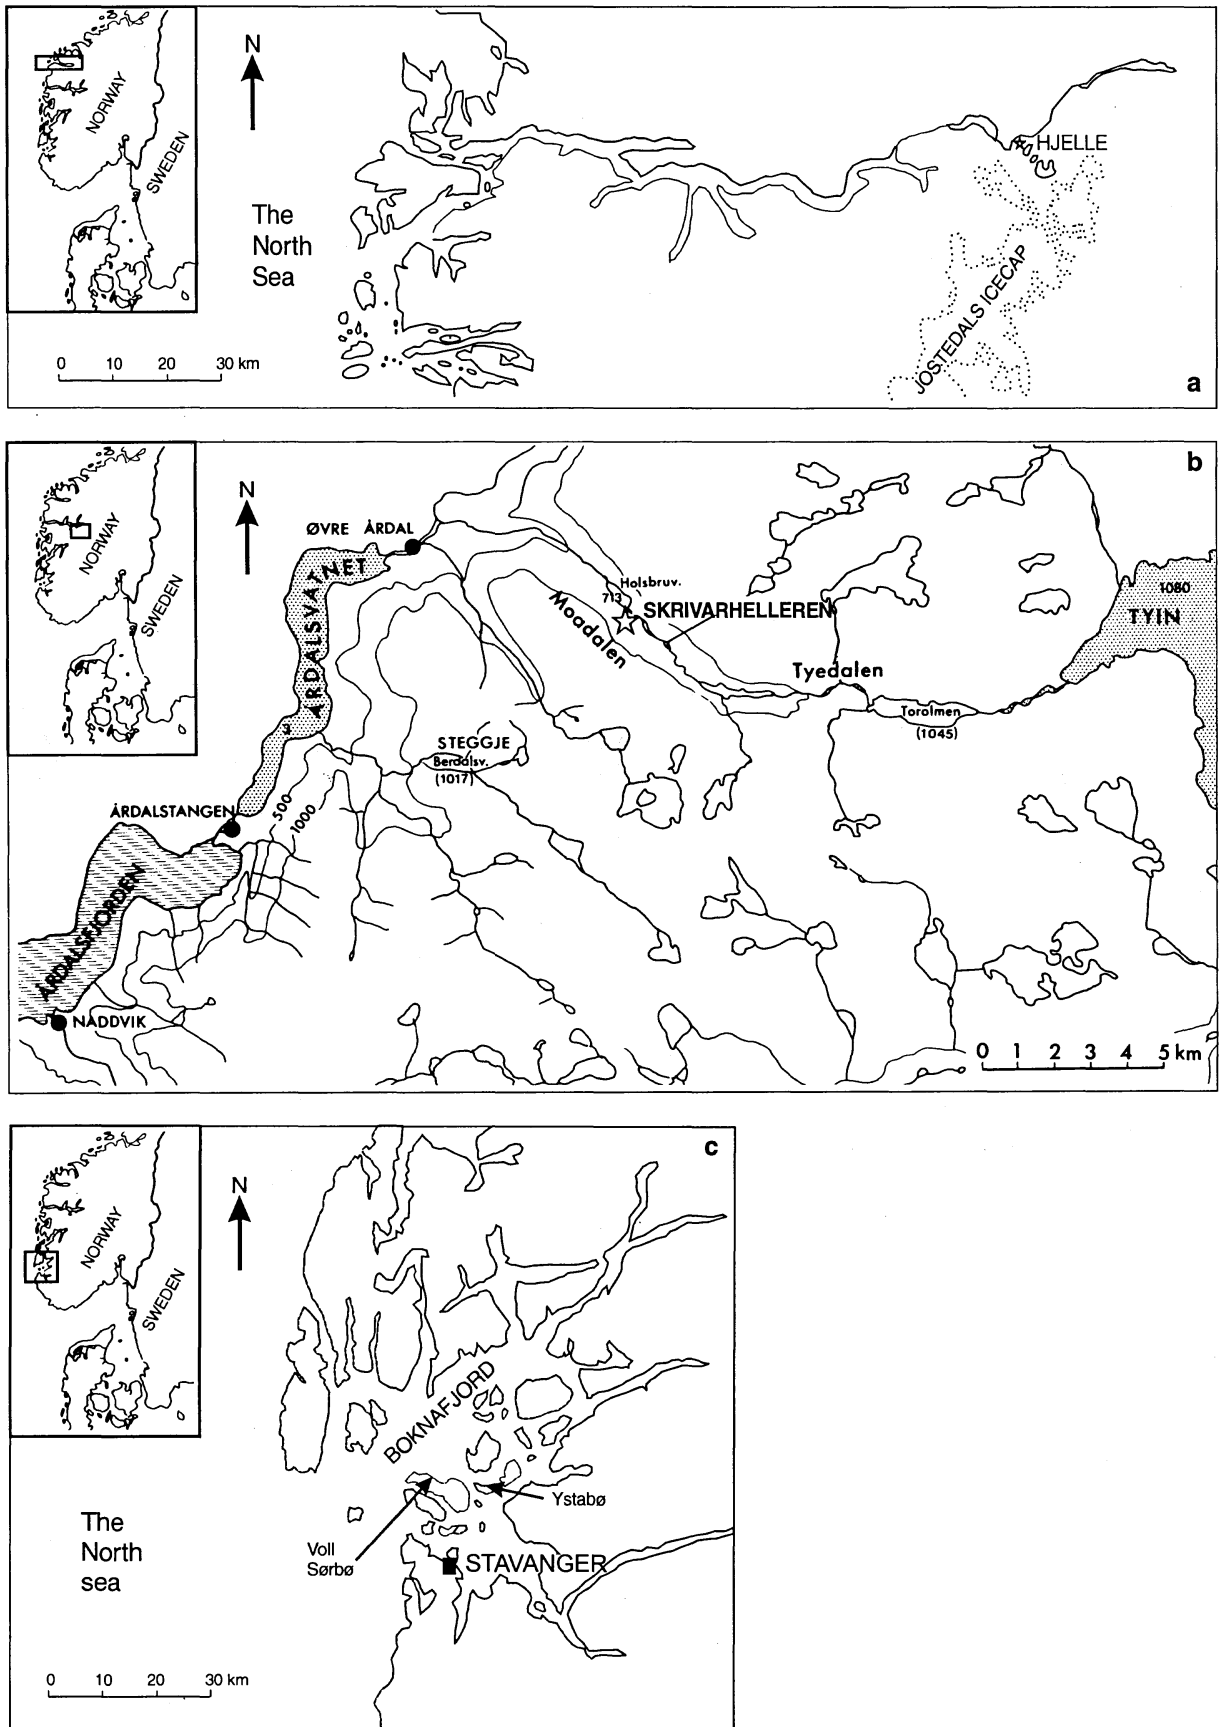 NORWAY
SWEDEN
N
The
North
Sea
HJELLE
JOSTEDALS ICECAP
0 10 20 30 km
a
NORWAY
SWEDEN
N
b
ØVRE ÅRDAL
ÅRDALSVATNET
3
Holsbruv.
713
SKRIVARHELLEREN
Moadalen
Tyedalen
1080
TYIN
Torolmen
(1045)
STEGGJE
Berdalsv.
(1017)
500
1000
ÅRDALSTANGEN
ÅRDALSFJORDEN
NADDVIK
0 1 2 3 4 5 km
NORWAY
SWEDEN
N
c
BOKNAFJORD
Ystabø
Voll
Sørbø
STAVANGER
The
North
sea
0 10 20 30 km